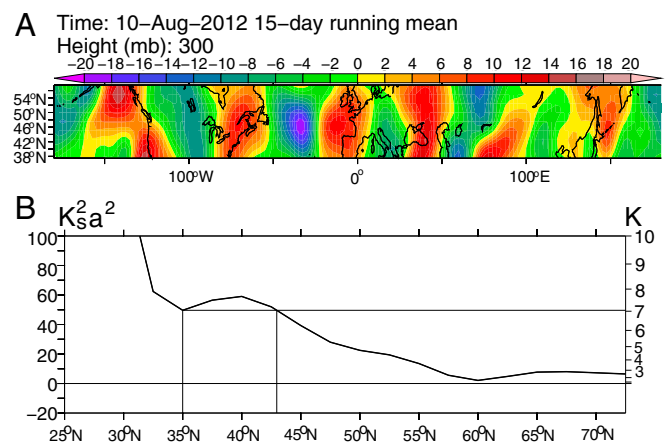 A Time: 10-Aug-2012 15-day running mean
Height (mb): 300
-20 -18 -16 -14 -12 -10 -8 -6 -4 -2 0 2 4 6 8 10 12 14 16 18 20
54°N
50°N
46°N
42°N
38°N
100°W 0° 100°E
B K²ₛa² K
100 10
9
80 8
60 7
40 6
20 5
4
3
0
-20
25°N 30°N 35°N 40°N 45°N 50°N 55°N 60°N 65°N 70°N